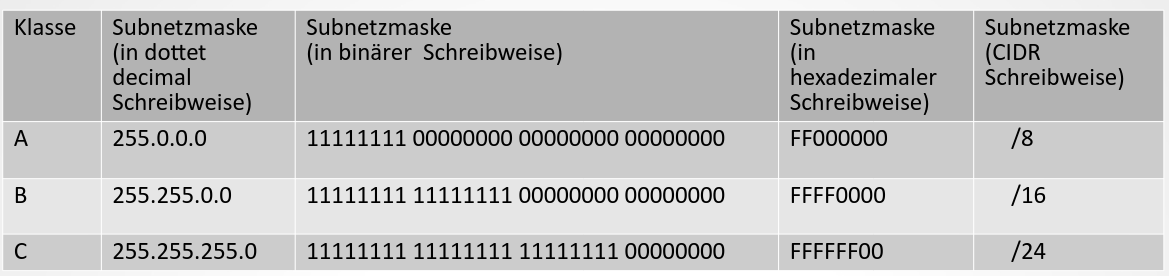 Klasse
Subnetzmaske
(in dottet
decimal
Schreibweise)
Subnetzmaske
(in binärer Schreibweise)
Subnetzmaske
(in
hexadezimaler
Schreibweise)
Subnetzmaske
(CIDR
Schreibweise)
A 255.0.0.0 11111111 00000000 00000000 00000000 FF000000 /8
B 255.255.0.0 11111111 11111111 00000000 00000000 FFFF0000 /16
C 255.255.255.0 11111111 11111111 11111111 00000000 FFFFFF00 /24